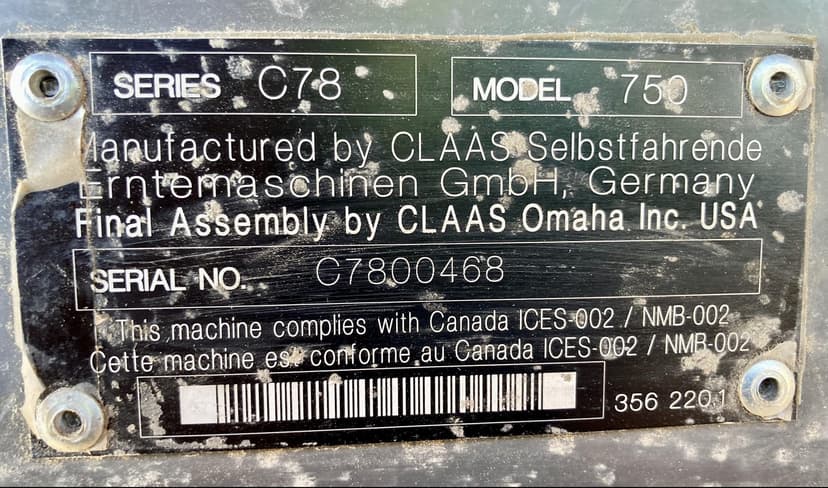 SERIES C78 MODEL 750
Manufactured by CLAAS Selbstfahrende
Erntemaschinen GmbH, Germany
Final Assembly by CLAAS Omaha Inc. USA
SERIAL NO. C7800468
This machine complies with Canada ICES-002 / NMB-002
Cette machine est conforme au Canada ICES-002 / NMB-002
356 220.1